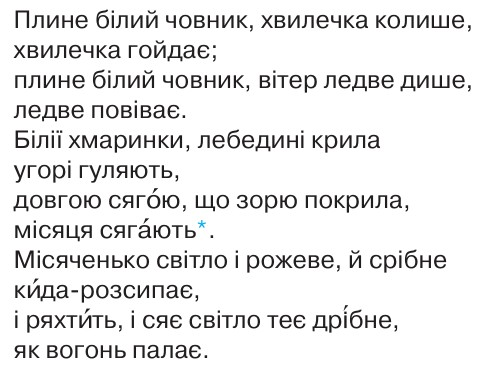 Плине білий човник, хвилечка колише,
хвилечка гойдає;
плине білий човник, вітер ледве дише,
ледве повіває.
Білії хмаринки, лебедині крила
угорі гуляють,
довгою сяго́ю, що зорю покрила,
місяця сяга́ють*.
Місяченько світло і рожеве, й срібне
ки́да-розсипає,
і ряхти́ть, і сяє світло теє дрі́бне,
як вогонь палає.